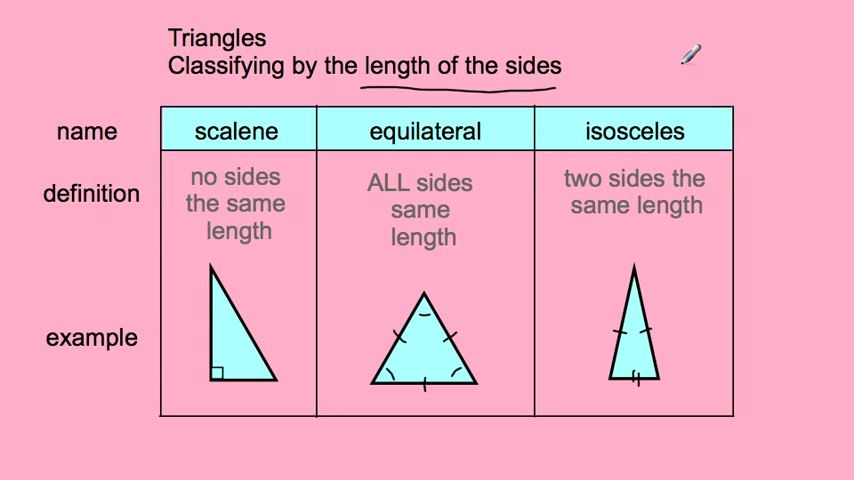 Triangles
Classifying by the length of the sides
name
scalene
equilateral
isosceles
definition
no sides
the same
length
ALL sides
same
length
two sides the
same length
example